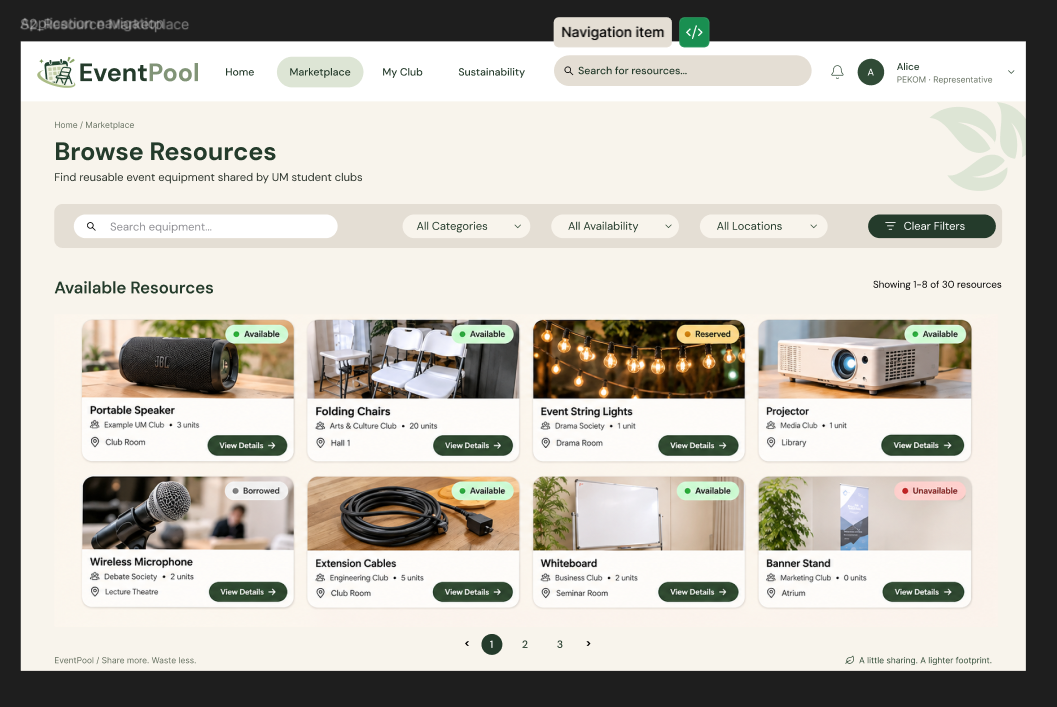 Resource Marketplace
Navigation item
</>
EventPool
Home
Marketplace
My Club
Sustainability
Search for resources...
A
Alice
PEKOM · Representative
Home / Marketplace
Browse Resources
Find reusable event equipment shared by UM student clubs
Search equipment...
All Categories
All Availability
All Locations
Clear Filters
Available Resources
Showing 1-8 of 30 resources
Available
Available
Reserved
Available
JBL
Portable Speaker
Example UM Club • 3 units
Club Room
View Details →
Folding Chairs
Arts & Culture Club • 20 units
Hall 1
View Details →
Event String Lights
Drama Society • 1 unit
Drama Room
View Details →
Projector
Media Club • 1 unit
Library
View Details →
Borrowed
Available
Available
Unavailable
Wireless Microphone
Debate Society • 2 units
Lecture Theatre
View Details →
Extension Cables
Engineering Club • 5 units
Club Room
View Details →
Whiteboard
Business Club • 2 units
Seminar Room
View Details →
Banner Stand
Marketing Club • 0 units
Atrium
View Details →
‹ 1 2 3 ›
EventPool / Share more. Waste less.
A little sharing. A lighter footprint.